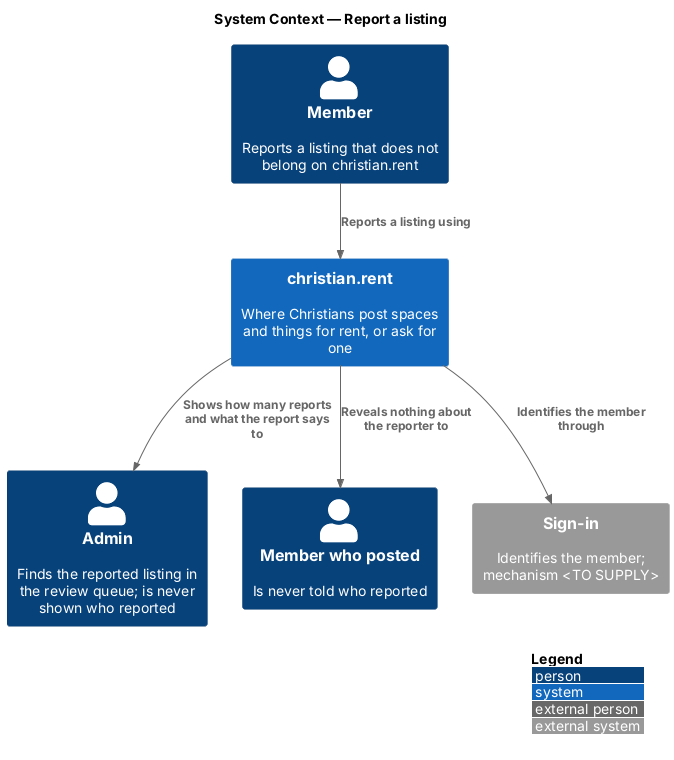 System Context — Report a listing
Member
Reports a listing that does not
belong on christian.rent
Reports a listing using
christian.rent
Where Christians post spaces
and things for rent, or ask for
one
Shows how many reports
and what the report says
to
Reveals nothing about
the reporter to
Identifies the member
through
Admin
Finds the reported listing in
the review queue; is never
shown who reported
Member who posted
Is never told who reported
Sign-in
Identifies the member;
mechanism <TO SUPPLY>
Legend
person
system
external person
external system